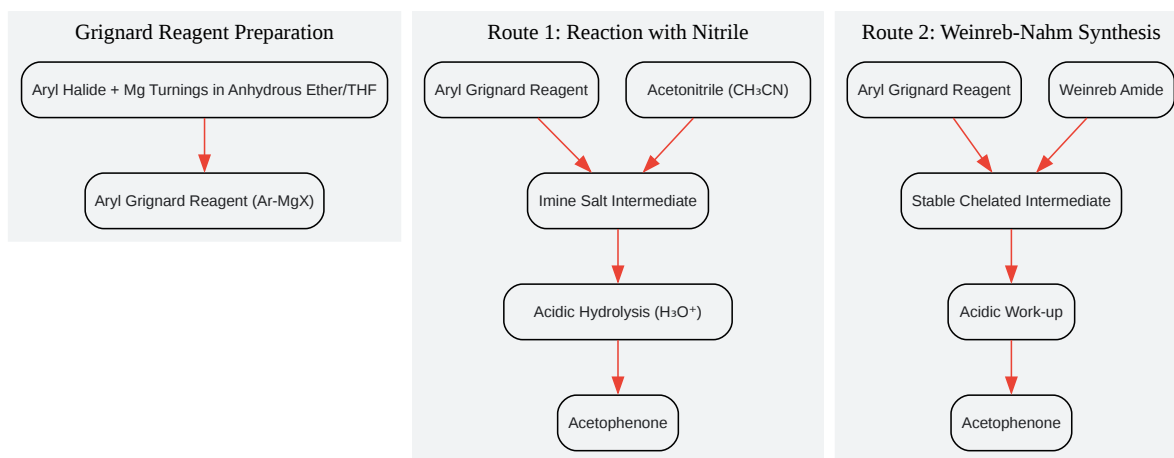 Grignard Reagent Preparation
Aryl Halide + Mg Turnings in Anhydrous Ether/THF
Aryl Grignard Reagent (Ar-MgX)
Route 1: Reaction with Nitrile
Aryl Grignard Reagent
Acetonitrile (CH₃CN)
Imine Salt Intermediate
Acidic Hydrolysis (H₃O⁺)
Acetophenone
Route 2: Weinreb-Nahm Synthesis
Aryl Grignard Reagent
Weinreb Amide
Stable Chelated Intermediate
Acidic Work-up
Acetophenone